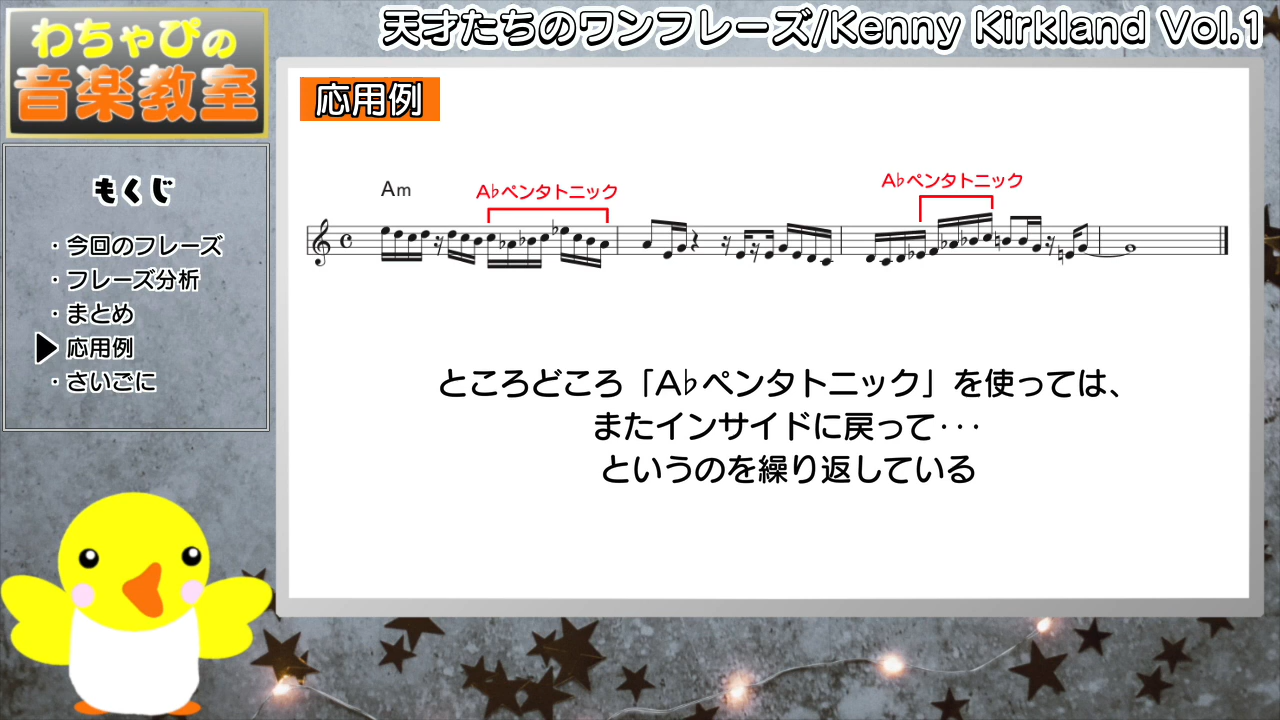 わちゃぴの
音楽教室
天才たちのワンフレーズ/Kenny Kirkland Vol.1
もくじ
・今回のフレーズ
・フレーズ分析
・まとめ
▶応用例
・さいごに
応用例
Am
A♭ペンタトニック
A♭ペンタトニック
ところどころ「A♭ペンタトニック」を使っては、
またインサイドに戻って･･･
というのを繰り返している